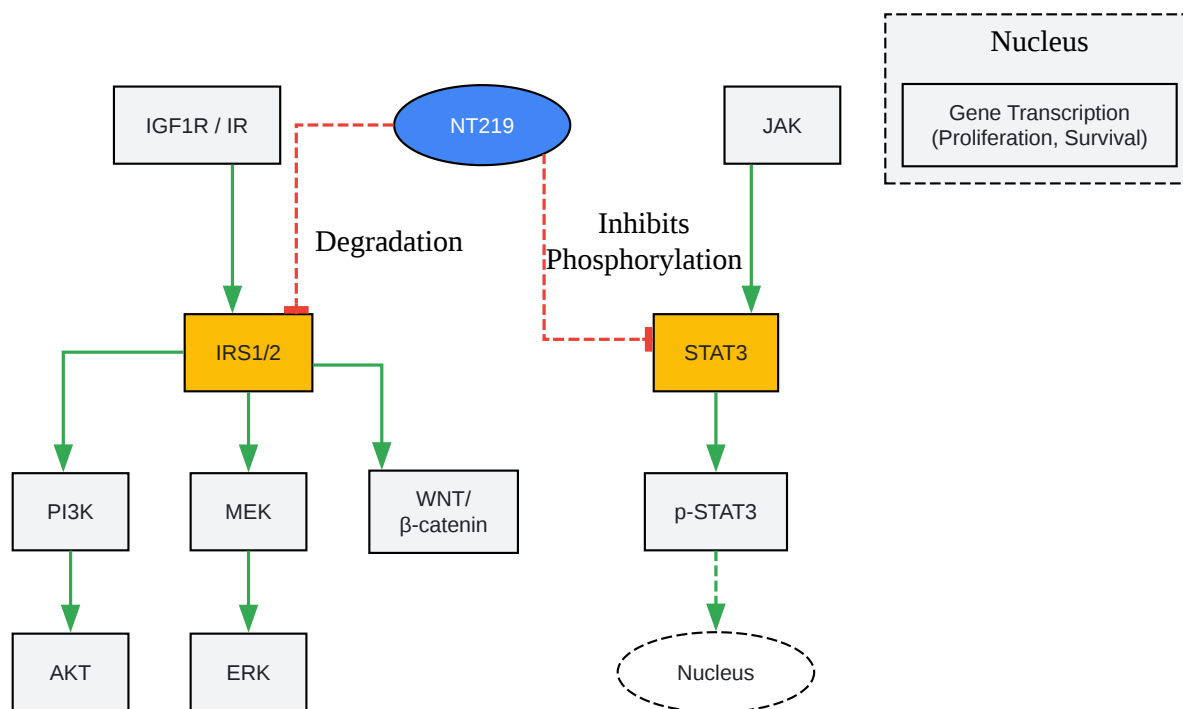 Nucleus
IGF1R / IR
NT219
JAK
Gene Transcription
(Proliferation, Survival)
Degradation
Inhibits
Phosphorylation
IRS1/2
STAT3
PI3K
MEK
WNT/
β-catenin
p-STAT3
AKT
ERK
Nucleus